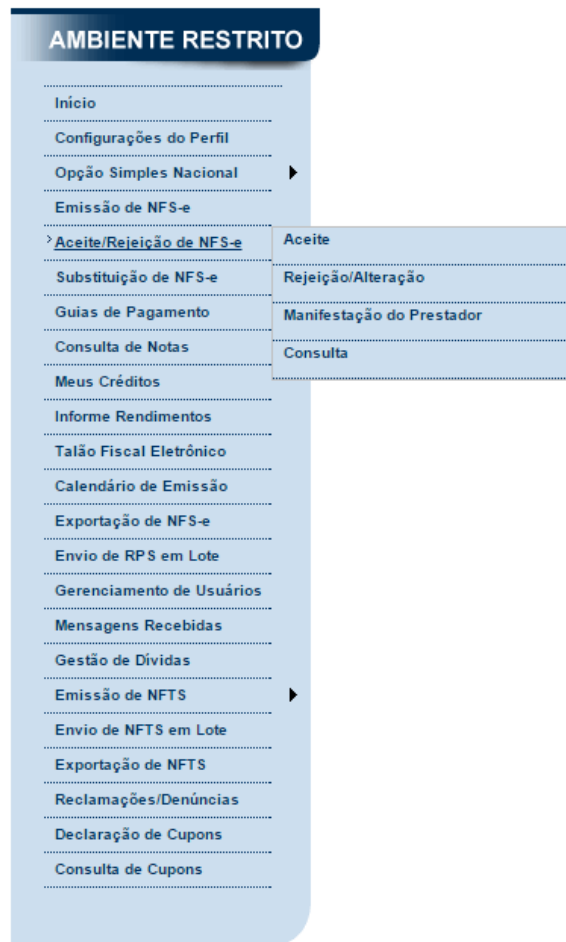 AMBIENTE RESTRITO
Início
Configurações do Perfil
Opção Simples Nacional
Emissão de NFS-e
Aceite/Rejeição de NFS-e
Aceite
Rejeição/Alteração
Manifestação do Prestador
Consulta
Substituição de NFS-e
Guias de Pagamento
Consulta de Notas
Meus Créditos
Informe Rendimentos
Talão Fiscal Eletrônico
Calendário de Emissão
Exportação de NFS-e
Envio de RPS em Lote
Gerenciamento de Usuários
Mensagens Recebidas
Gestão de Dívidas
Emissão de NFTS
Envio de NFTS em Lote
Exportação de NFTS
Reclamações/Denúncias
Declaração de Cupons
Consulta de Cupons